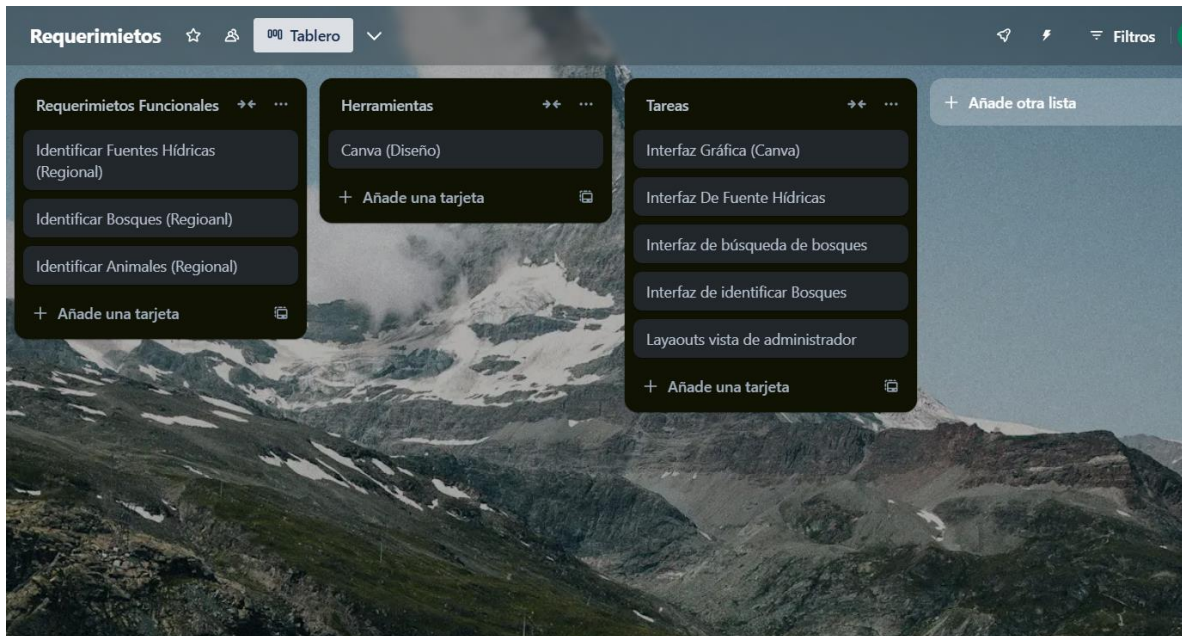 Requerimietos
Tablero
Filtros
Requerimietos Funcionales
Identificar Fuentes Hídricas
(Regional)
Identificar Bosques (Regioanl)
Identificar Animales (Regional)
+ Añade una tarjeta
Herramientas
Canva (Diseño)
+ Añade una tarjeta
Tareas
Interfaz Gráfica (Canva)
Interfaz De Fuente Hídricas
Interfaz de búsqueda de bosques
Interfaz de identificar Bosques
Layaouts vista de administrador
+ Añade una tarjeta
+ Añade otra lista